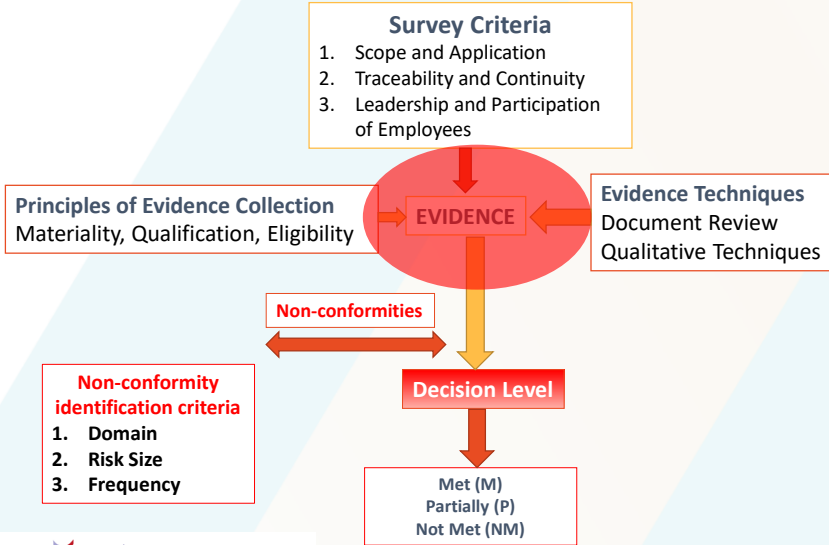 Survey Criteria
1. Scope and Application
2. Traceability and Continuity
3. Leadership and Participation
of Employees
Principles of Evidence Collection
Materiality, Qualification, Eligibility
EVIDENCE
Evidence Techniques
Document Review
Qualitative Techniques
Non-conformities
Non-conformity
identification criteria
1. Domain
2. Risk Size
3. Frequency
Decision Level
Met (M)
Partially (P)
Not Met (NM)